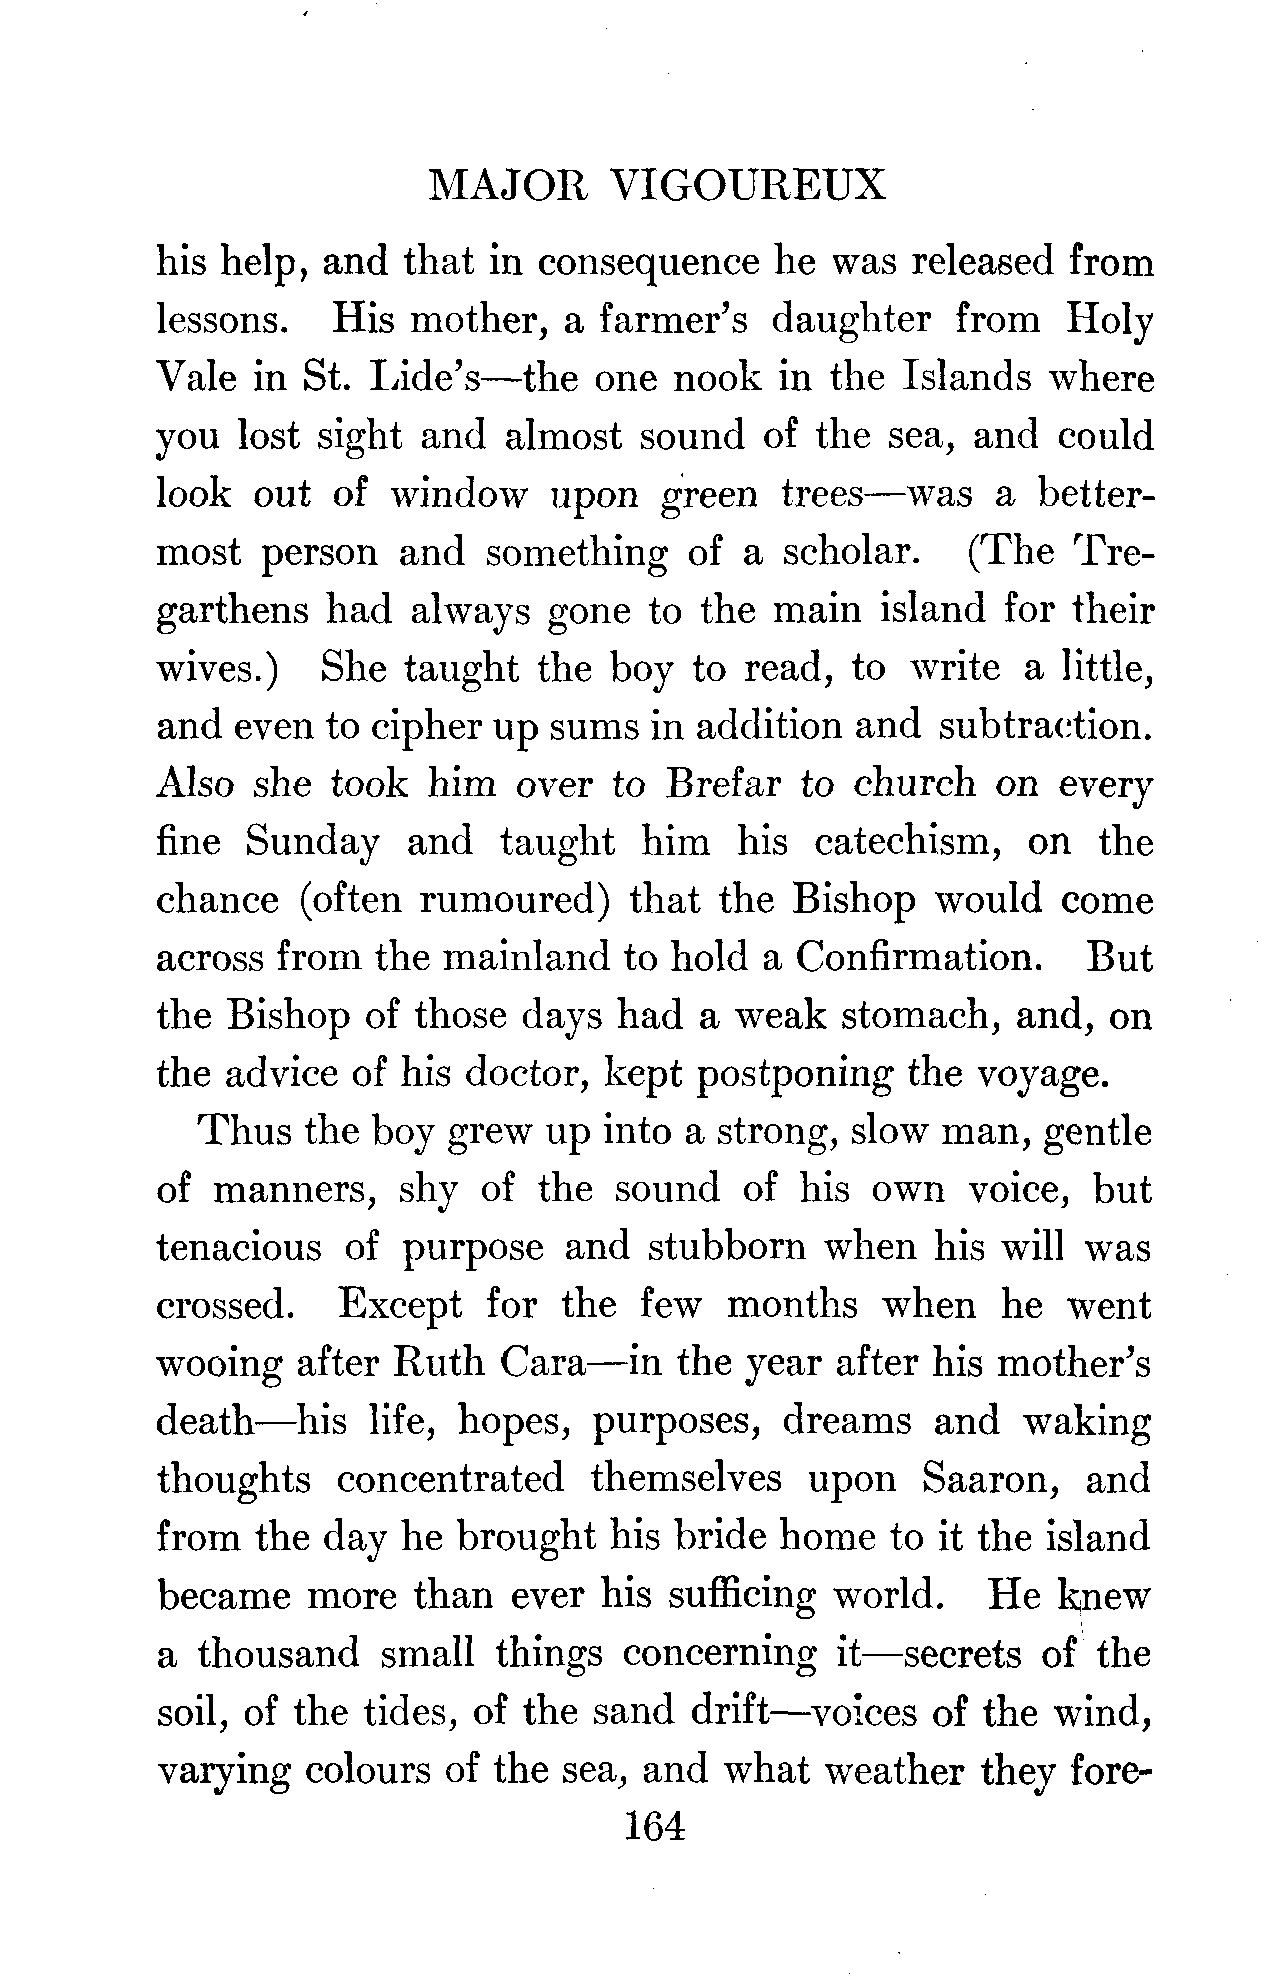 MAJOR VIGOUREUX
his help, and that in consequence he was released from
lessons. His mother, a farmer's daughter from Holy
Vale in St. Lide's—the one nook in the Islands where
you lost sight and almost sound of the sea, and could
look out of window upon green trees—was a better-
most person and something of a scholar. (The Tre-
garthens had always gone to the main island for their
wives.) She taught the boy to read, to write a little,
and even to cipher up sums in addition and subtraction.
Also she took him over to Brefar to church on every
fine Sunday and taught him his catechism, on the
chance (often rumoured) that the Bishop would come
across from the mainland to hold a Confirmation. But
the Bishop of those days had a weak stomach, and, on
the advice of his doctor, kept postponing the voyage.
Thus the boy grew up into a strong, slow man, gentle
of manners, shy of the sound of his own voice, but
tenacious of purpose and stubborn when his will was
crossed. Except for the few months when he went
wooing after Ruth Cara—in the year after his mother's
death—his life, hopes, purposes, dreams and waking
thoughts concentrated themselves upon Saaron, and
from the day he brought his bride home to it the island
became more than ever his sufficing world. He knew
a thousand small things concerning it—secrets of the
soil, of the tides, of the sand drift—voices of the wind,
varying colours of the sea, and what weather they fore-
164